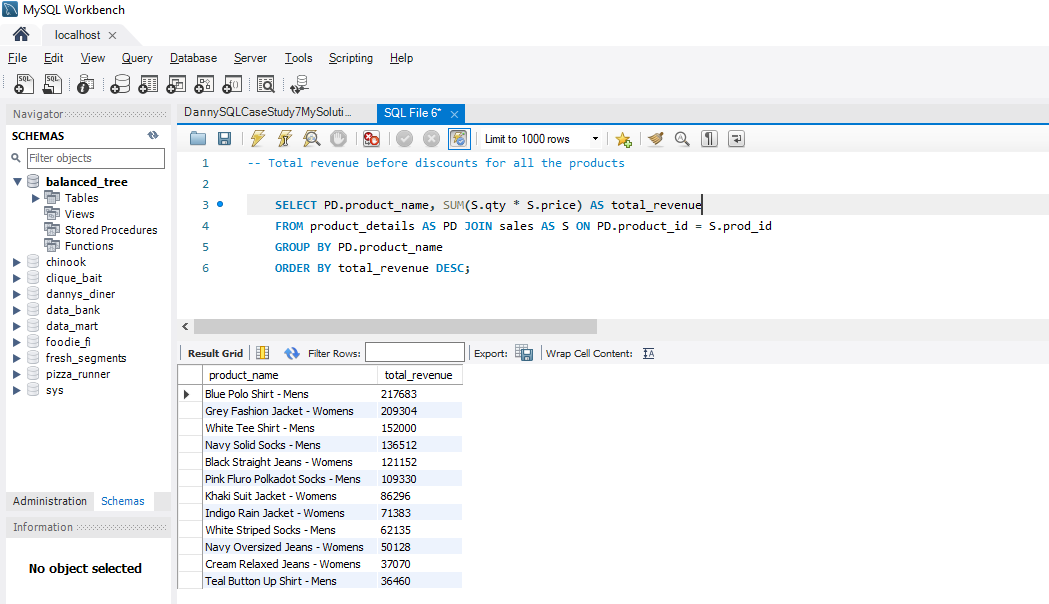 MySQL Workbench
localhost
File Edit View Query Database Server Tools Scripting Help
Navigator
SCHEMAS
Filter objects
balanced_tree
Tables
Views
Stored Procedures
Functions
chinook
clique_bait
dannys_diner
data_bank
data_mart
foodie_fi
fresh_segments
pizza_runner
sys
Administration Schemas
Information
No object selected
DannySQLCaseStudy7MySoluti... SQL File 6*
Limit to 1000 rows
1 -- Total revenue before discounts for all the products
2
3 SELECT PD.product_name, SUM(S.qty * S.price) AS total_revenue
4 FROM product_details AS PD JOIN sales AS S ON PD.product_id = S.prod_id
5 GROUP BY PD.product_name
6 ORDER BY total_revenue DESC;
Result Grid Filter Rows: Export: Wrap Cell Content:
product_name total_revenue
Blue Polo Shirt - Mens 217683
Grey Fashion Jacket - Womens 209304
White Tee Shirt - Mens 152000
Navy Solid Socks - Mens 136512
Black Straight Jeans - Womens 121152
Pink Fluro Polkadot Socks - Mens 109330
Khaki Suit Jacket - Womens 86296
Indigo Rain Jacket - Womens 71383
White Striped Socks - Mens 62135
Navy Oversized Jeans - Womens 50128
Cream Relaxed Jeans - Womens 37070
Teal Button Up Shirt - Mens 36460